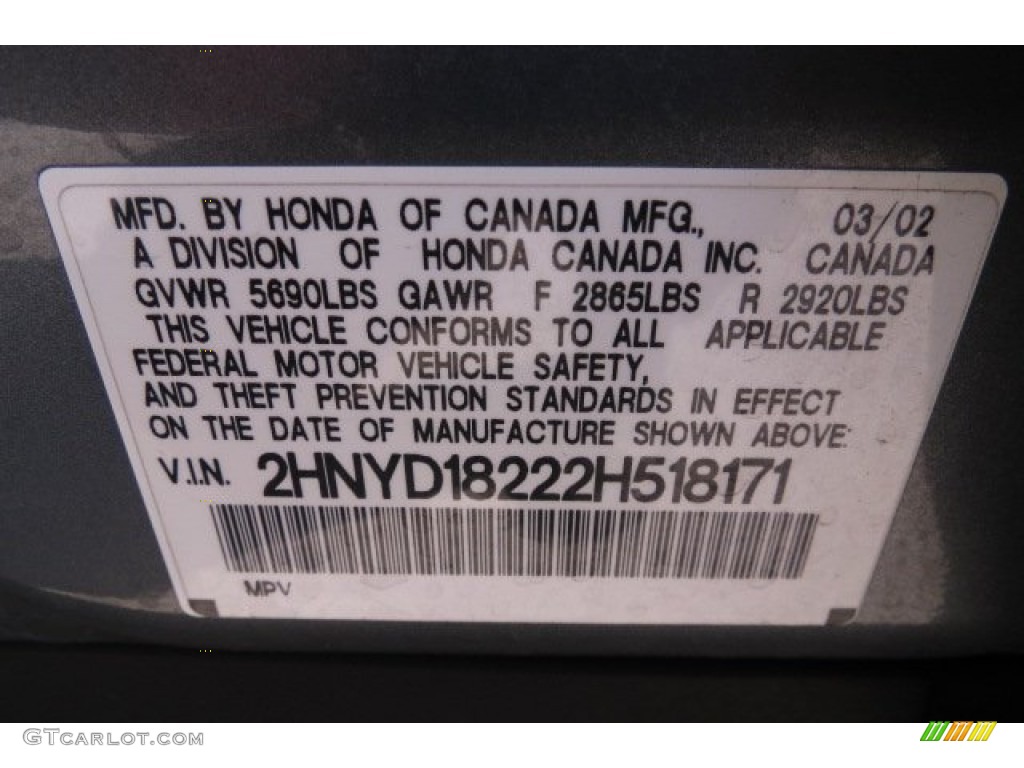 MFD. BY HONDA OF CANADA MFG., 03/02
A DIVISION OF HONDA CANADA INC. CANADA
GVWR 5690LBS GAWR F 2865LBS R 2920LBS
THIS VEHICLE CONFORMS TO ALL APPLICABLE
FEDERAL MOTOR VEHICLE SAFETY,
AND THEFT PREVENTION STANDARDS IN EFFECT
ON THE DATE OF MANUFACTURE SHOWN ABOVE:
V.I.N. 2HNYD18222H518171
MPV
GTCARLOT.COM